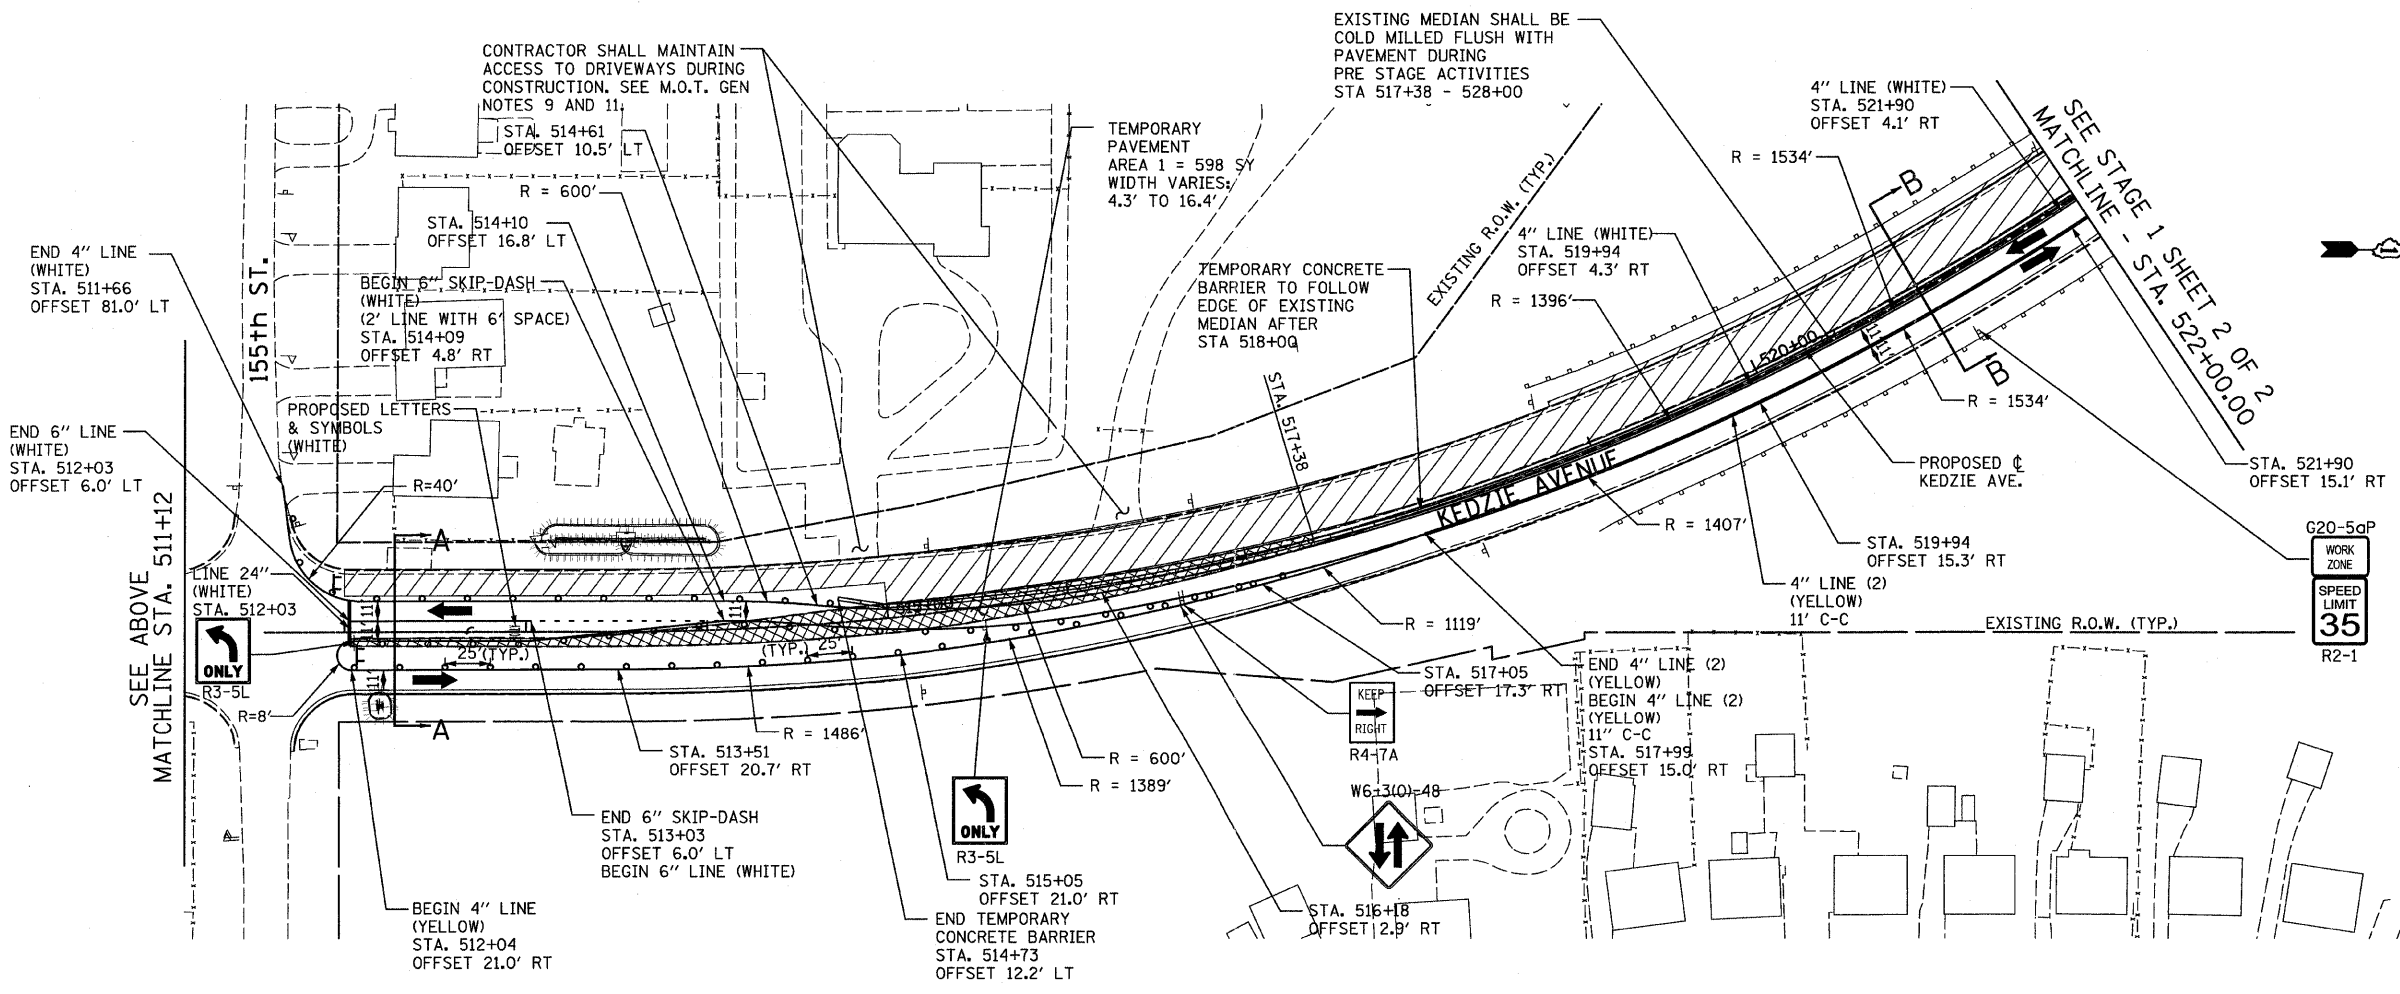 EXISTING MEDIAN SHALL BE
COLD MILLED FLUSH WITH
PAVEMENT DURING
PRE STAGE ACTIVITIES
STA 517+38 - 528+00
CONTRACTOR SHALL MAINTAIN
ACCESS TO DRIVEWAYS DURING
CONSTRUCTION. SEE M.O.T. GEN
NOTES 9 AND 11.
STA. 514+61
OFFSET 10.5' LT
R = 600'
STA. 514+10
OFFSET 16.8' LT
BEGIN 6" SKIP-DASH
(WHITE)
(2' LINE WITH 6' SPACE)
STA. 514+09
OFFSET 4.8' RT
PROPOSED LETTERS
& SYMBOLS
(WHITE)
TEMPORARY
PAVEMENT
AREA 1 = 598 SY
WIDTH VARIES:
4.3' TO 16.4'
4" LINE (WHITE)
STA. 521+90
OFFSET 4.1' RT
R = 1534'
SEE STAGE 1 SHEET 2 OF 2
MATCHLINE - STA. 522+00.00
B
B
EXISTING R.O.W. (TYP.)
4" LINE (WHITE)
STA. 519+94
OFFSET 4.3' RT
R = 1396'
TEMPORARY CONCRETE
BARRIER TO FOLLOW
EDGE OF EXISTING
MEDIAN AFTER
STA 518+00
STA. 517+38
END 4" LINE
(WHITE)
STA. 511+66
OFFSET 81.0' LT
155th ST.
END 6" LINE
(WHITE)
STA. 512+03
OFFSET 6.0' LT
R=40'
A
LINE 24"
(WHITE)
STA. 512+03
ONLY
R3-5L
SEE ABOVE
MATCHLINE STA. 511+12
R=8'
11'
11'
11'
11'
25' (TYP.)
(TYP.) 25'
A
520+00
11'
11'
KEDZIE AVENUE
R = 1534'
PROPOSED ℄
KEDZIE AVE.
STA. 521+90
OFFSET 15.1' RT
R = 1407'
STA. 519+94
OFFSET 15.3' RT
4" LINE (2)
(YELLOW)
11' C-C
G20-5aP
WORK
ZONE
SPEED
LIMIT
35
R2-1
EXISTING R.O.W. (TYP.)
R = 1119'
STA. 517+05
OFFSET 17.3' RT
END 4" LINE (2)
(YELLOW)
BEGIN 4" LINE (2)
(YELLOW)
11" C-C
STA. 517+99
OFFSET 15.0' RT
KEEP
RIGHT
R4-7A
W6-3(O)-48
R = 1486'
STA. 513+51
OFFSET 20.7' RT
R = 600'
R = 1389'
ONLY
R3-5L
END 6" SKIP-DASH
STA. 513+03
OFFSET 6.0' LT
BEGIN 6" LINE (WHITE)
STA. 515+05
OFFSET 21.0' RT
STA. 516+18
OFFSET 2.9' RT
BEGIN 4" LINE
(YELLOW)
STA. 512+04
OFFSET 21.0' RT
END TEMPORARY
CONCRETE BARRIER
STA. 514+73
OFFSET 12.2' LT